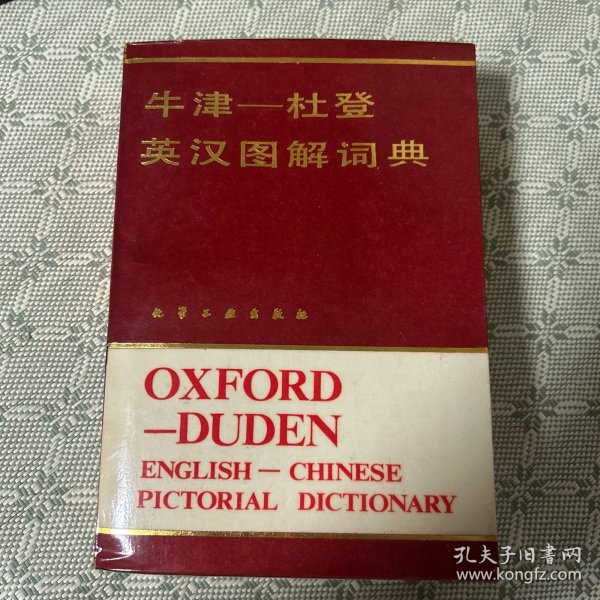 牛津—杜登
英汉图解词典
化学工业出版社
OXFORD
—DUDEN
ENGLISH — CHINESE
PICTORIAL DICTIONARY
孔夫子旧书网
www.kongfz.com